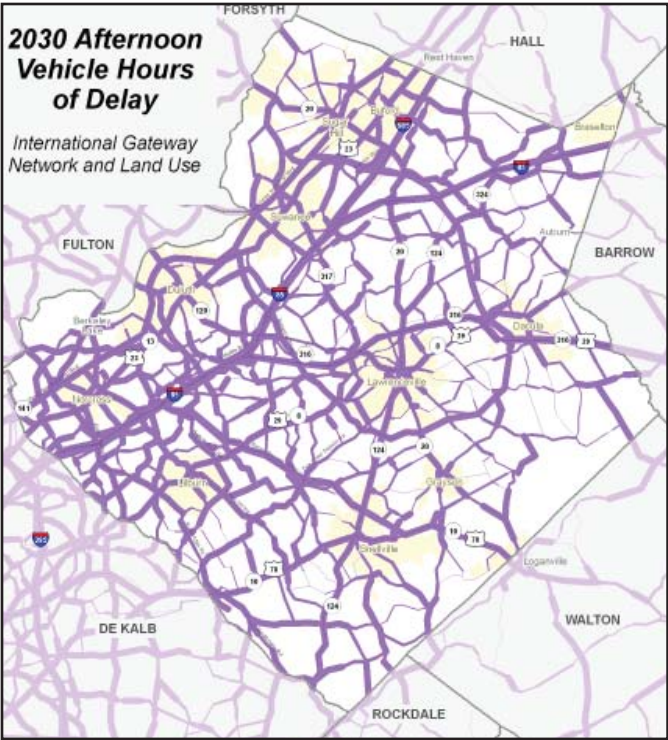 FORSYTH
2030 Afternoon
Vehicle Hours
of Delay
International Gateway
Network and Land Use
HALL
Rest Haven
Buford
Sugar
Hill
Braselton
20
23
985
85
324
Suwanee
Auburn
FULTON
BARROW
20
124
317
85
Duluth
120
316
Dacula
29
8
316
29
Berkeley
Lake
13
23
316
Lawrenceville
85
Norcross
141
29
8
124
20
Lilburn
Grayson
10
78
285
Snellville
Loganville
78
10
124
DE KALB
WALTON
ROCKDALE